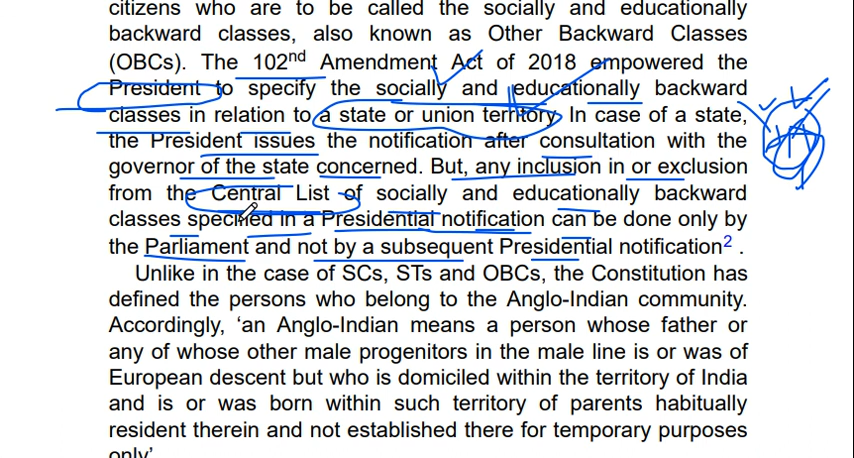 citizens who are to be called the socially and educationally
backward classes, also known as Other Backward Classes
(OBCs). The 102nd Amendment Act of 2018 empowered the
President to specify the socially and educationally backward
classes in relation to a state or union territory. In case of a state,
the President issues the notification after consultation with the
governor of the state concerned. But, any inclusion in or exclusion
from the Central List of socially and educationally backward
classes specified in a Presidential notification can be done only by
the Parliament and not by a subsequent Presidential notification2 .
Unlike in the case of SCs, STs and OBCs, the Constitution has
defined the persons who belong to the Anglo-Indian community.
Accordingly, ‘an Anglo-Indian means a person whose father or
any of whose other male progenitors in the male line is or was of
European descent but who is domiciled within the territory of India
and is or was born within such territory of parents habitually
resident therein and not established there for temporary purposes
only’